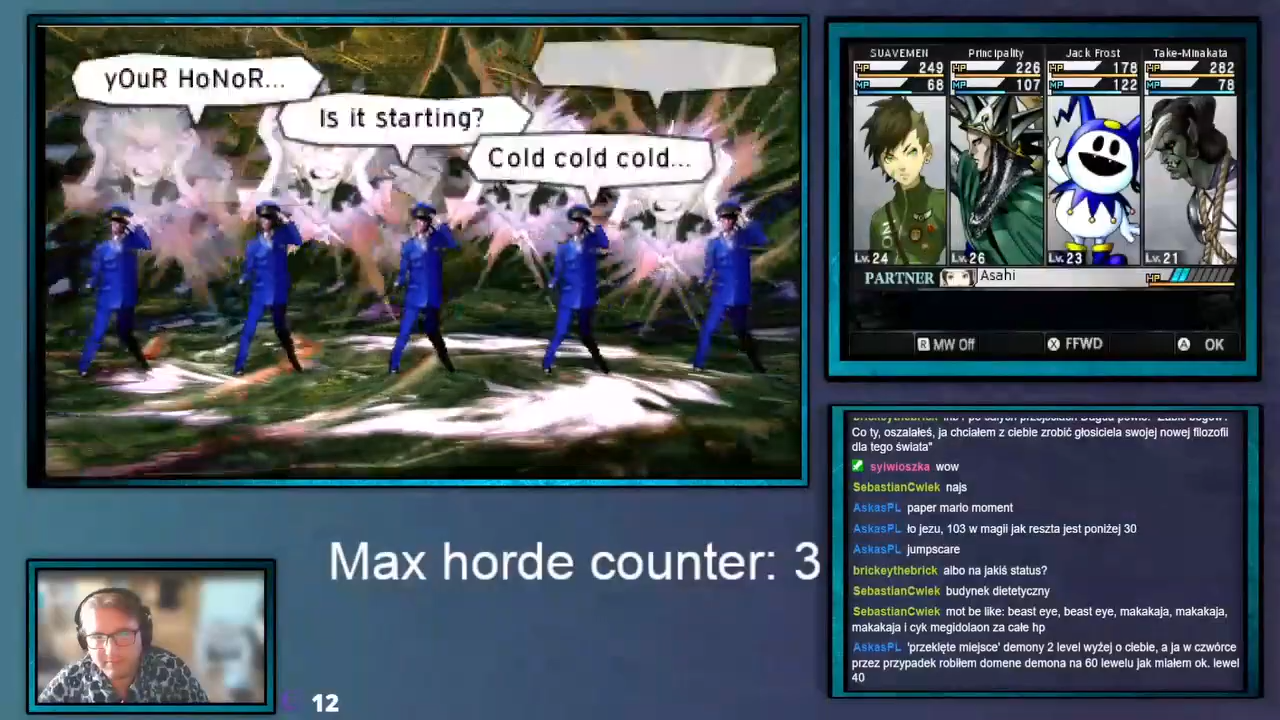 yOuR HoNoR...
Is it starting?
Cold cold cold...
SUAVEMEN Principality Jack Frost Take-Minakata
HP 249 HP 226 HP 178 HP 282
MP 68 MP 107 MP 122 MP 78
Lv.24 Lv.26 Lv.23 Lv.21
PARTNER Asahi HP
R MW Off X FFWD A OK
Max horde counter: 3
12
Co ty, oszalałeś, ja chciałem z ciebie zrobić głosiciela swojej nowej filozofii
dla tego świata"
sylwioszka wow
SebastianCwiek najs
AskasPL paper mario moment
AskasPL ło jezu, 103 w magii jak reszta jest poniżej 30
AskasPL jumpscare
brickeythebrick albo na jakiś status?
SebastianCwiek budynek dietetyczny
SebastianCwiek mot be like: beast eye, beast eye, makakaja, makakaja,
makakaja i cyk megidolaon za całe hp
AskasPL 'przeklęte miejsce' demony 2 level wyżej o ciebie, a ja w czwórce
przez przypadek robiłem domene demona na 60 lewelu jak miałem ok. lewel
40